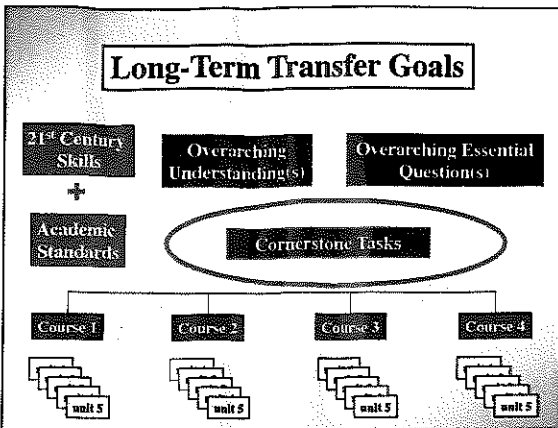 Long-Term Transfer Goals
21st Century
Skills
+
Academic
Standards
Overarching
Understanding(s)
Overarching Essential
Question(s)
Cornerstone Tasks
Course 1
Course 2
Course 3
Course 4
unit 5
unit 5
unit 5
unit 5